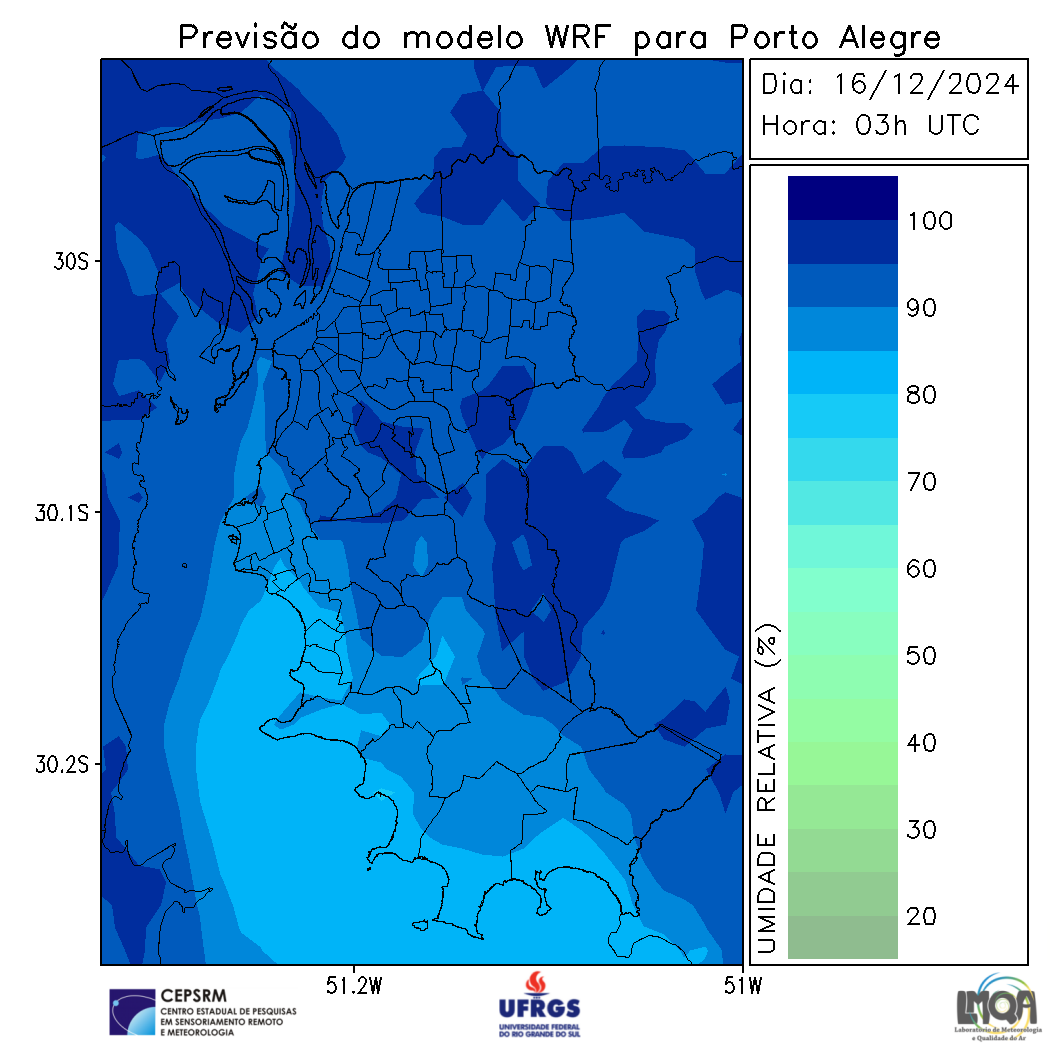 Previsão do modelo WRF para Porto Alegre
Dia: 16/12/2024
Hora: 03h UTC
30S
30.1S
30.2S
51.2W
51W
100
90
80
70
60
50
40
30
20
UMIDADE RELATIVA (%)
CEPSRM
CENTRO ESTADUAL DE PESQUISAS
EM SENSORIAMENTO REMOTO
E METEOROLOGIA
UFRGS
UNIVERSIDADE FEDERAL
DO RIO GRANDE DO SUL
LMQA
Laboratório de Meteorologia
e Qualidade do Ar